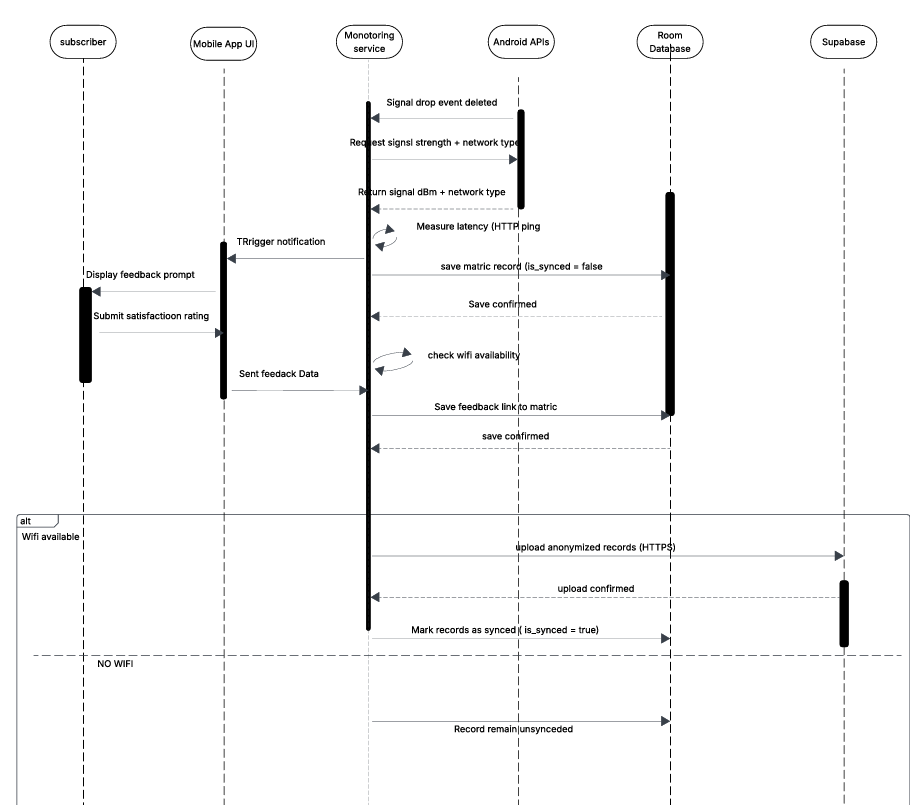 subscriber
Mobile App UI
Monotoring
service
Android APIs
Room
Database
Supabase
Signal drop event deleted
Request signsl strength + network type
Return signal dBm + network type
Measure latency (HTTP ping
TRrigger notification
save matric record (is_synced = false
Display feedback prompt
Save confirmed
Submit satisfactioon rating
check wifi availability
Sent feedack Data
Save feedback link to matric
save confirmed
alt
Wifi available
upload anonymized records (HTTPS)
upload confirmed
Mark records as synced ( is_synced = true)
NO WIFI
Record remain unsynceded